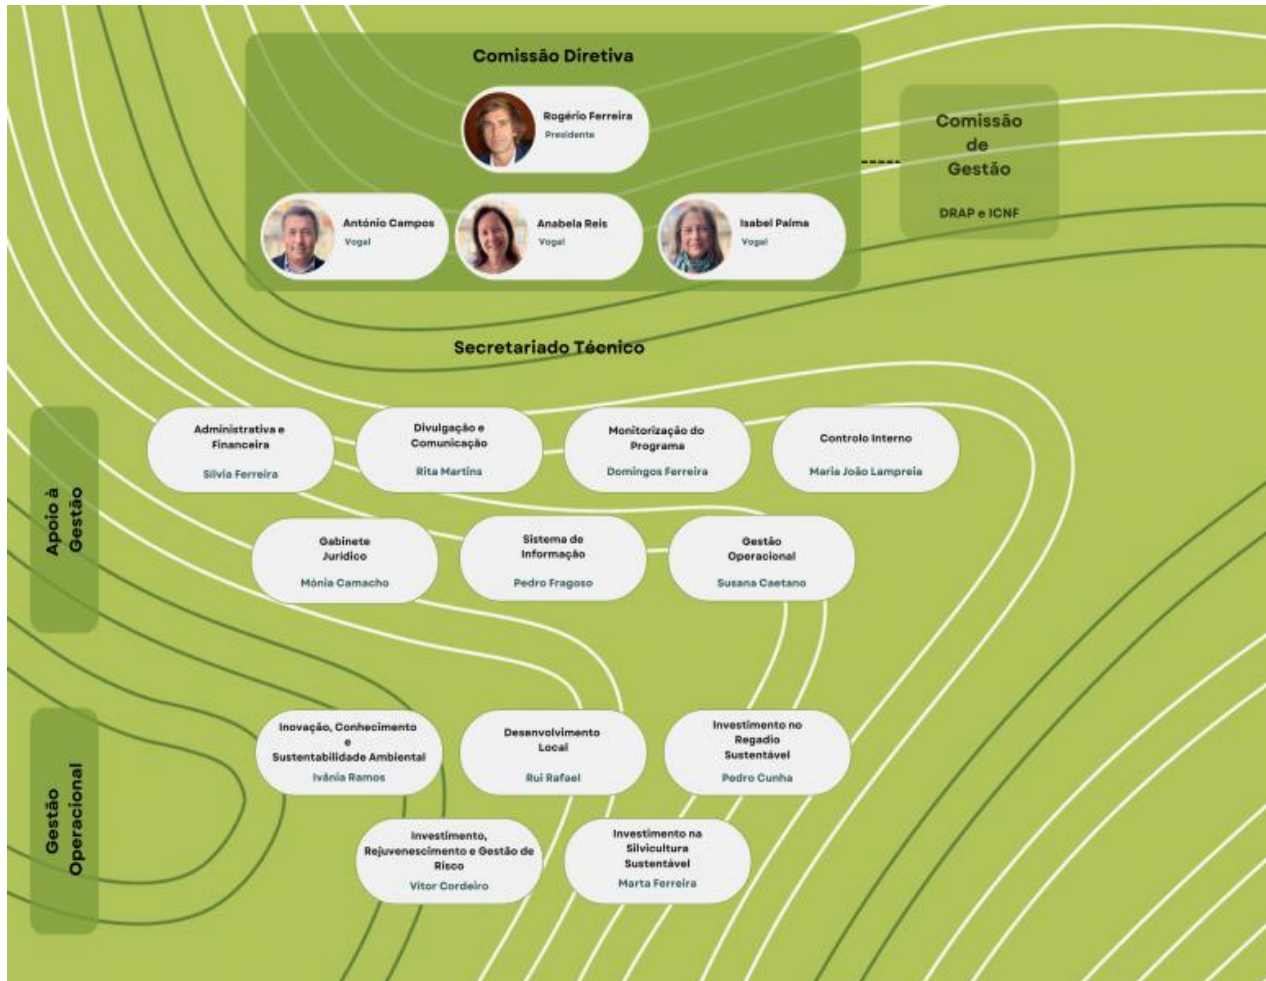 Comissão Diretiva
Rogério Ferreira
Presidente
António Campos
Vogal
Anabela Reis
Vogal
Isabel Palma
Vogal
Comissão
de
Gestão
DRAP e ICNF
Secretariado Técnico
Apoio à
Gestão
Administrativa e
Financeira
Sílvia Ferreira
Divulgação e
Comunicação
Rita Martins
Monitorização do
Programa
Domingos Ferreira
Controlo Interno
Maria João Lampreia
Gabinete
Jurídico
Mónia Camacho
Sistema de
Informação
Pedro Fragoso
Gestão
Operacional
Susana Caetano
Gestão
Operacional
Inovação, Conhecimento
e
Sustentabilidade Ambiental
Ivânia Ramos
Desenvolvimento
Local
Rui Rafael
Investimento no
Regadio
Sustentável
Pedro Cunha
Investimento,
Rejuvenescimento e Gestão de
Risco
Vitor Cordeiro
Investimento na
Silvicultura
Sustentável
Marta Ferreira